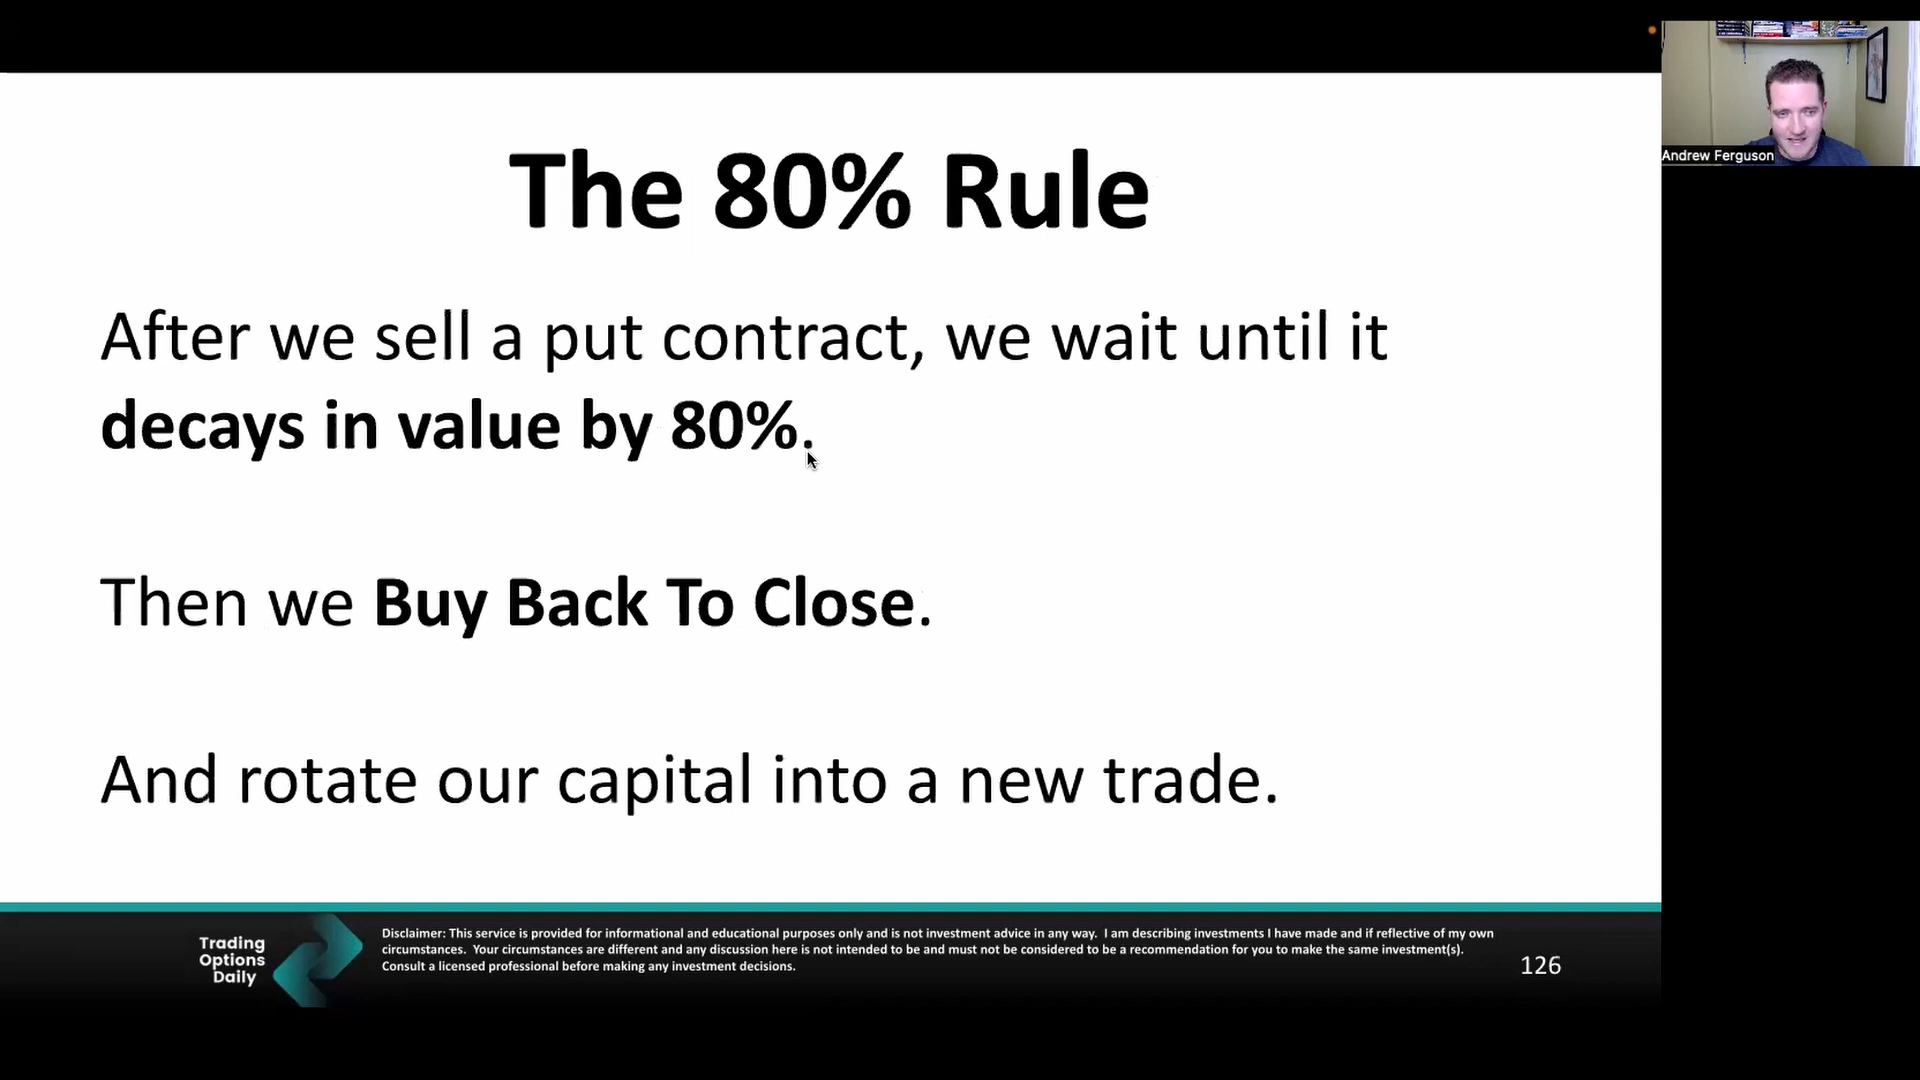 The 80% Rule
After we sell a put contract, we wait until it
decays in value by 80%.
Then we Buy Back To Close.
And rotate our capital into a new trade.
Trading
Options
Daily
Disclaimer: This service is provided for informational and educational purposes only and is not investment advice in any way.  I am describing investments I have made and if reflective of my own
circumstances.  Your circumstances are different and any discussion here is not intended to be and must not be considered to be a recommendation for you to make the same investment(s).
Consult a licensed professional before making any investment decisions.
126
Andrew Ferguson